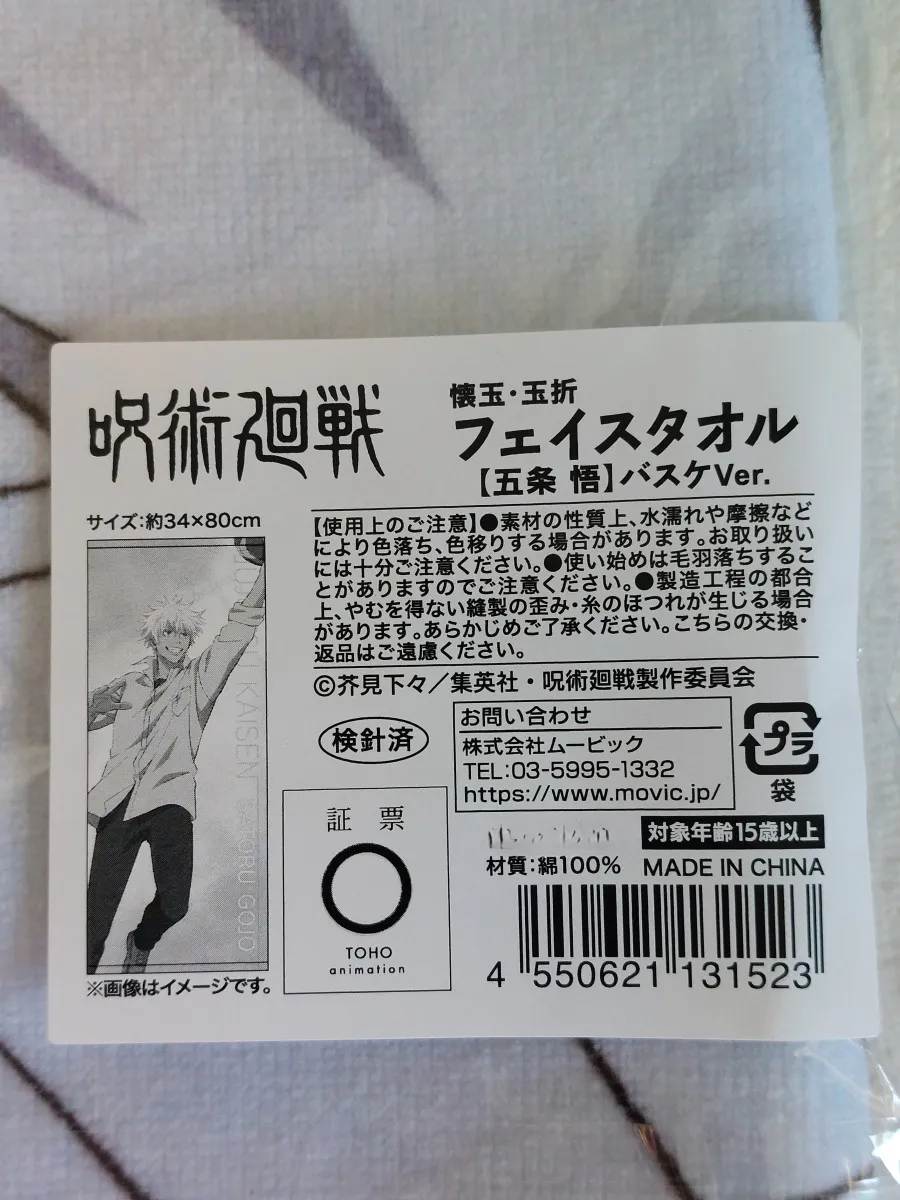 呪術廻戦
懐玉・玉折
フェイスタオル
【五条 悟】バスケVer.
サイズ:約34×80cm
JUJUTSU KAISEN SATORU GOJO
※画像はイメージです。
【使用上のご注意】●素材の性質上、水濡れや摩擦など
により色落ち、色移りする場合があります。お取り扱い
には十分ご注意ください。●使い始めは毛羽落ちするこ
とがありますのでご注意ください。●製造工程の都合
上、やむを得ない縫製の歪み・糸のほつれが生じる場合
があります。あらかじめご了承ください。こちらの交換・
返品はご遠慮ください。
©芥見下々/集英社・呪術廻戦製作委員会
検針済
お問い合わせ
株式会社ムービック
TEL:03-5995-1332
https://www.movic.jp/
プラ
袋
証 票
TOHO
animation
対象年齢15歳以上
材質:綿100% MADE IN CHINA
4 550621 131523